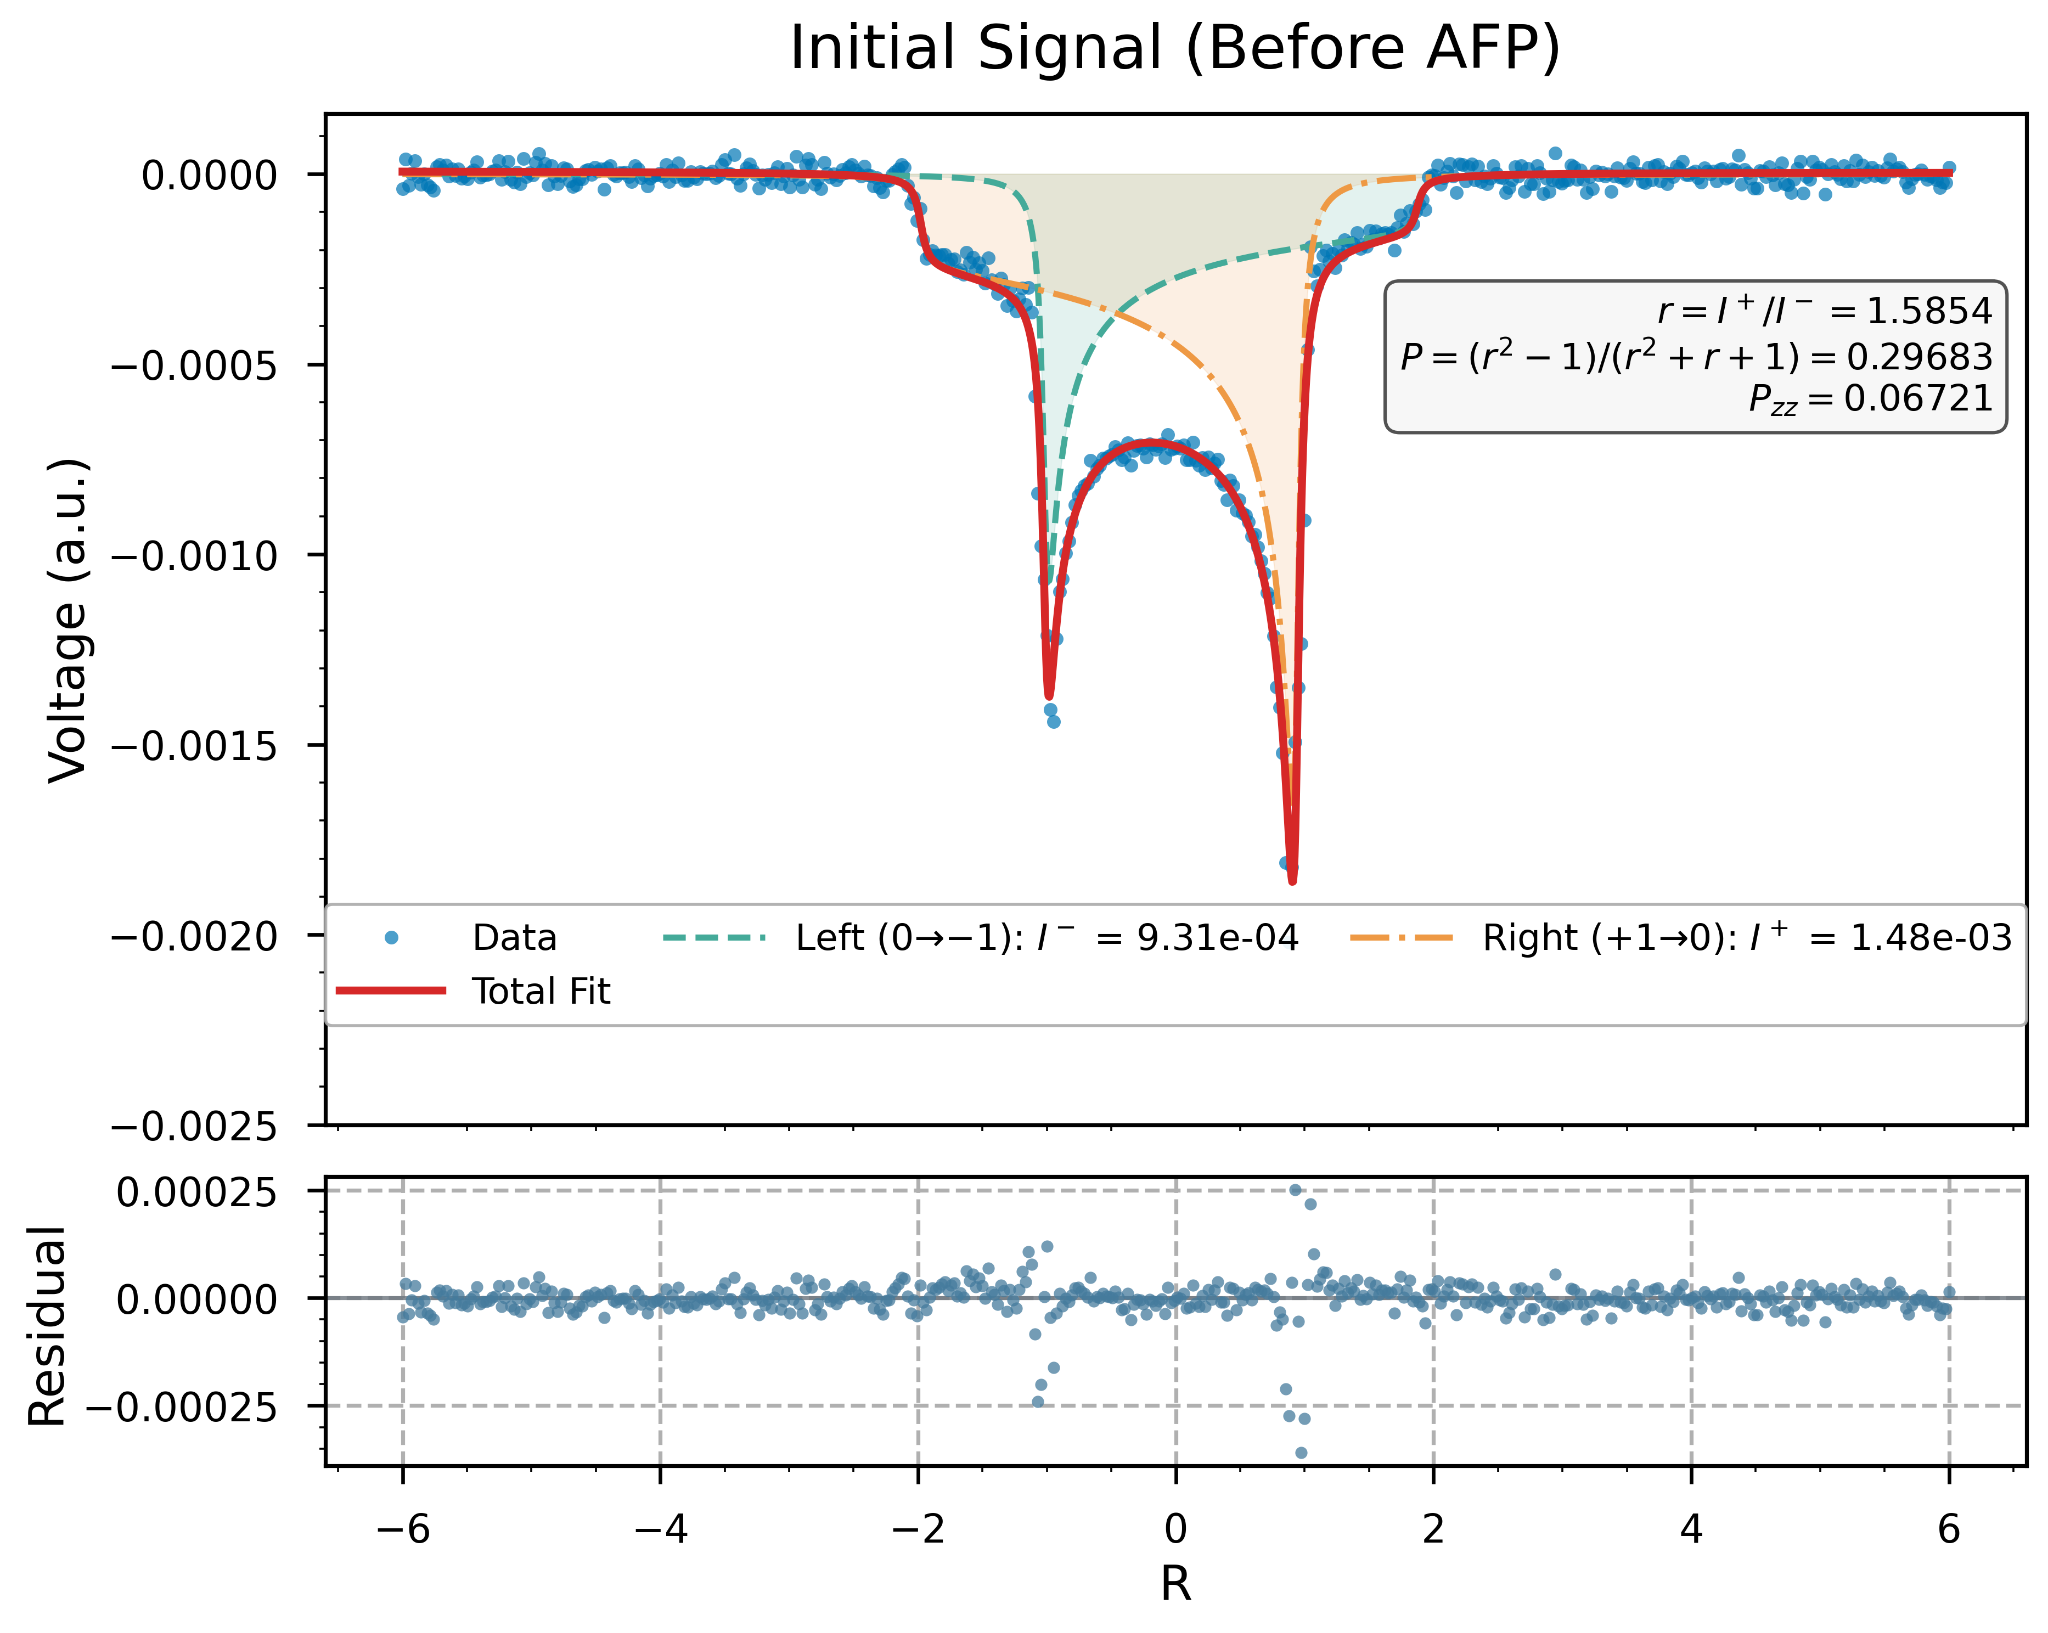 Initial Signal (Before AFP)
0.0000
−0.0005
−0.0010
−0.0015
−0.0020
−0.0025
Voltage (a.u.)
r = I⁺/I⁻ = 1.5854
P = (r² − 1)/(r² + r + 1) = 0.29683
P_zz = 0.06721
Data
Total Fit
Left (0→−1): I⁻ = 9.31e-04
Right (+1→0): I⁺ = 1.48e-03
0.00025
0.00000
−0.00025
Residual
−6 −4 −2 0 2 4 6
R